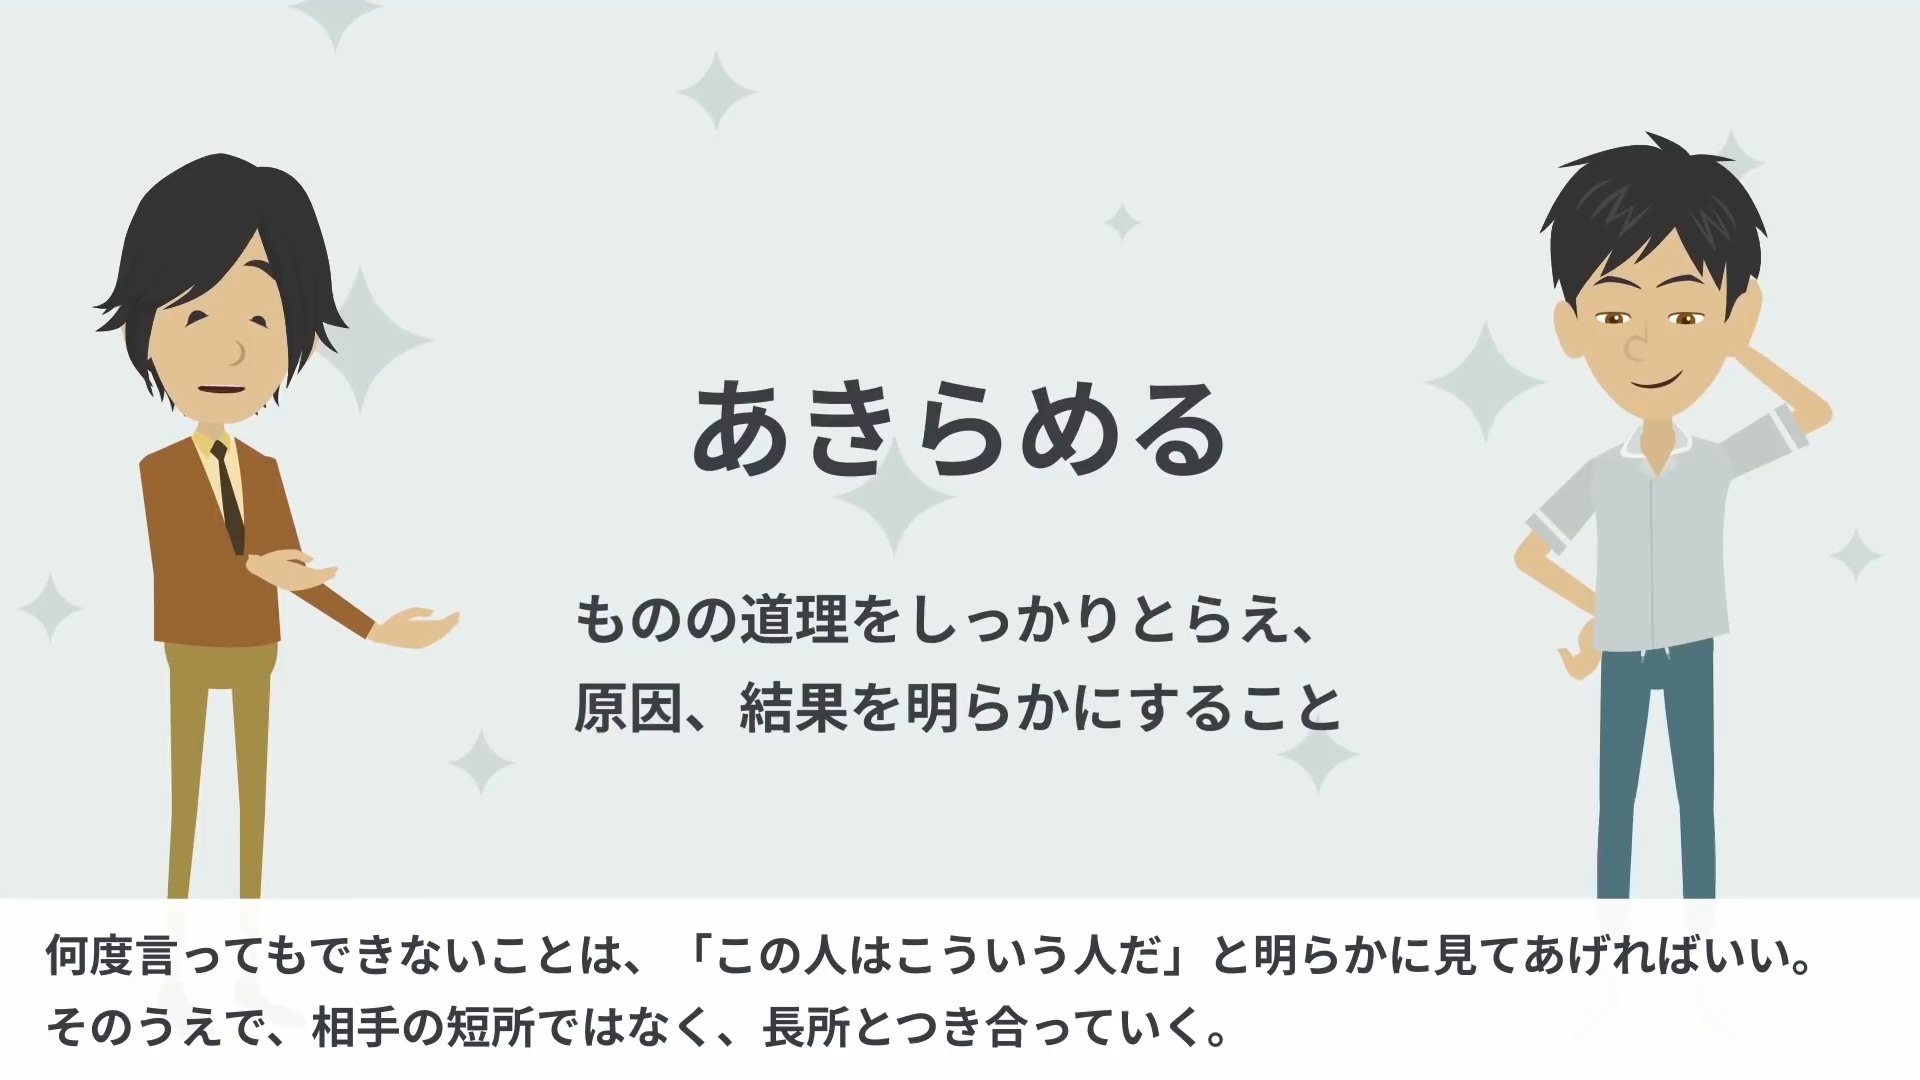 あきらめる
ものの道理をしっかりとらえ、
原因、結果を明らかにすること
何度言ってもできないことは、「この人はこういう人だ」と明らかに見てあげればいい。
そのうえで、相手の短所ではなく、長所とつき合っていく。